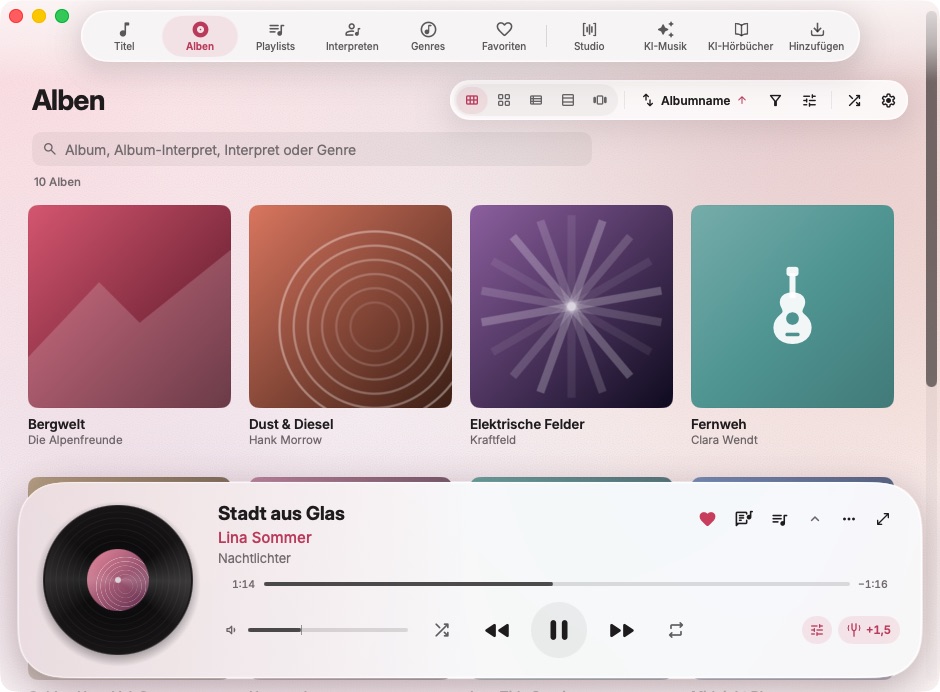 Titel
Alben
Playlists
Interpreten
Genres
Favoriten
Studio
KI-Musik
KI-Hörbücher
Hinzufügen
Alben
Albumname
Album, Album-Interpret, Interpret oder Genre
10 Alben
Bergwelt
Die Alpenfreunde
Dust & Diesel
Hank Morrow
Elektrische Felder
Kraftfeld
Fernweh
Clara Wendt
Stadt aus Glas
Lina Sommer
Nachtlichter
1:14
−1:16
+1,5